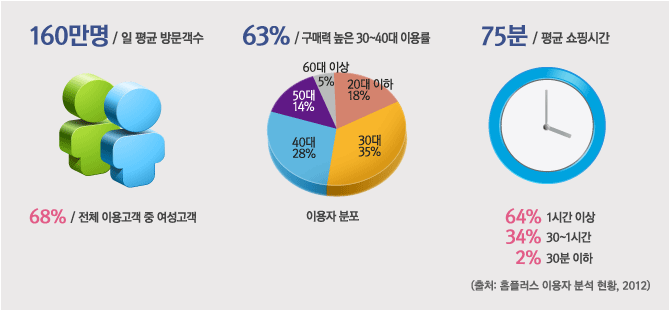 160만명 / 일 평균 방문객수
68% / 전체 이용고객 중 여성고객
63% / 구매력 높은 30~40대 이용률
60대 이상
5%
20대 이하
18%
50대
14%
40대
28%
30대
35%
이용자 분포
75분 / 평균 쇼핑시간
64% 1시간 이상
34% 30~1시간
2% 30분 이하
(출처: 홈플러스 이용자 분석 현황, 2012)